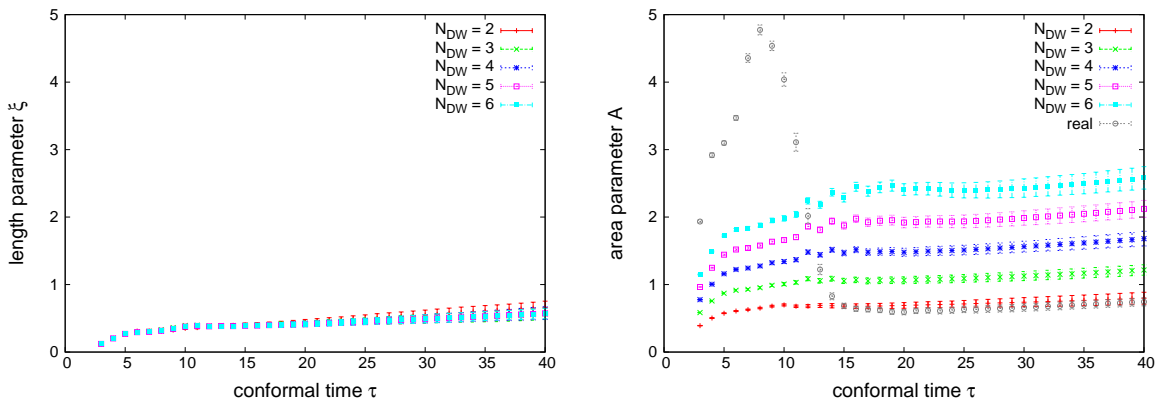 length parameter ξ
5
4
3
2
1
0
0 5 10 15 20 25 30 35 40
conformal time τ
N_DW = 2
N_DW = 3
N_DW = 4
N_DW = 5
N_DW = 6
area parameter A
5
4
3
2
1
0
0 5 10 15 20 25 30 35 40
conformal time τ
N_DW = 2
N_DW = 3
N_DW = 4
N_DW = 5
N_DW = 6
real